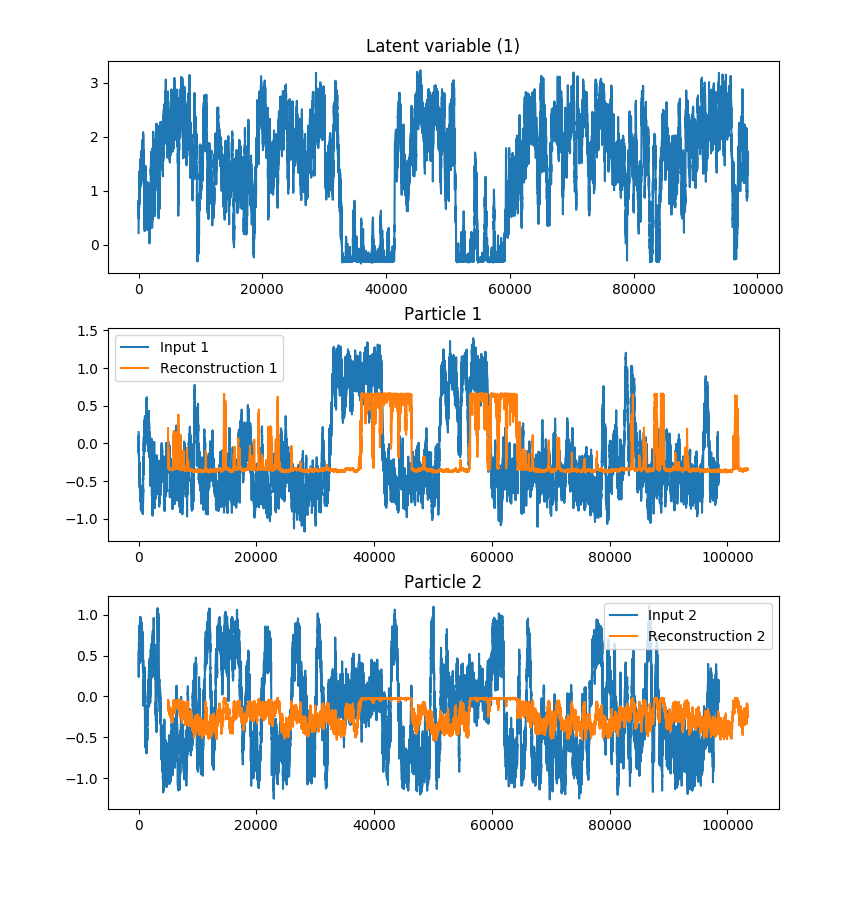 Latent variable (1)
3
2
1
0
0 20000 40000 60000 80000 100000
Particle 1
1.5
1.0
0.5
0.0
−0.5
−1.0
Input 1
Reconstruction 1
0 20000 40000 60000 80000 100000
Particle 2
1.0
0.5
0.0
−0.5
−1.0
Input 2
Reconstruction 2
0 20000 40000 60000 80000 100000